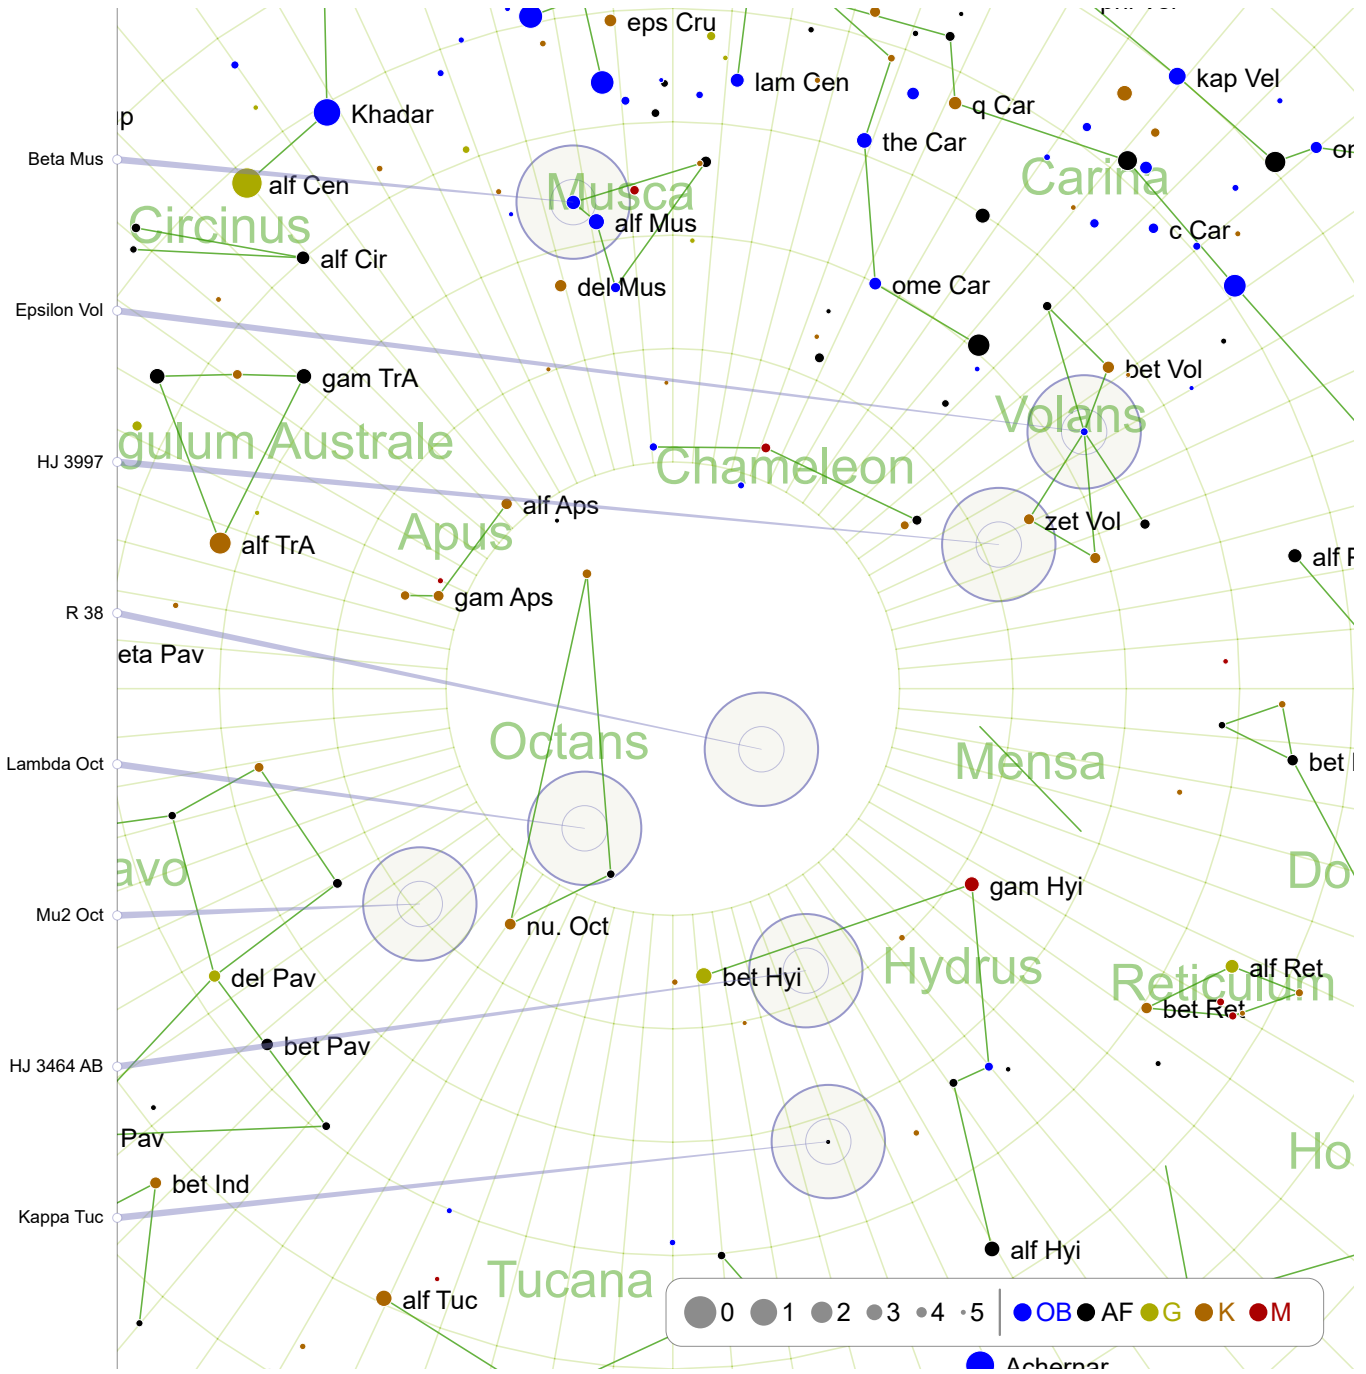 eps Cru
lam Cen
kap Vel
q Car
Khadar
the Car
Beta Mus
alf Cen
Musca
Carina
Circinus
alf Mus
c Car
alf Cir
del Mus
ome Car
Epsilon Vol
bet Vol
gam TrA
Volans
gulum Australe
HJ 3997
Chameleon
alf Aps
Apus
zet Vol
alf TrA
alf P
gam Aps
R 38
eta Pav
Octans
Mensa
Lambda Oct
bet
avo
Do
gam Hyi
Mu2 Oct
nu. Oct
Hydrus
alf Ret
del Pav
bet Hyi
Reticulum
bet Ret
bet Pav
HJ 3464 AB
Pav
Ho
bet Ind
Kappa Tuc
alf Hyi
Tucana
alf Tuc
0 1 2 3 4 5 OB AF G K M
Achernar